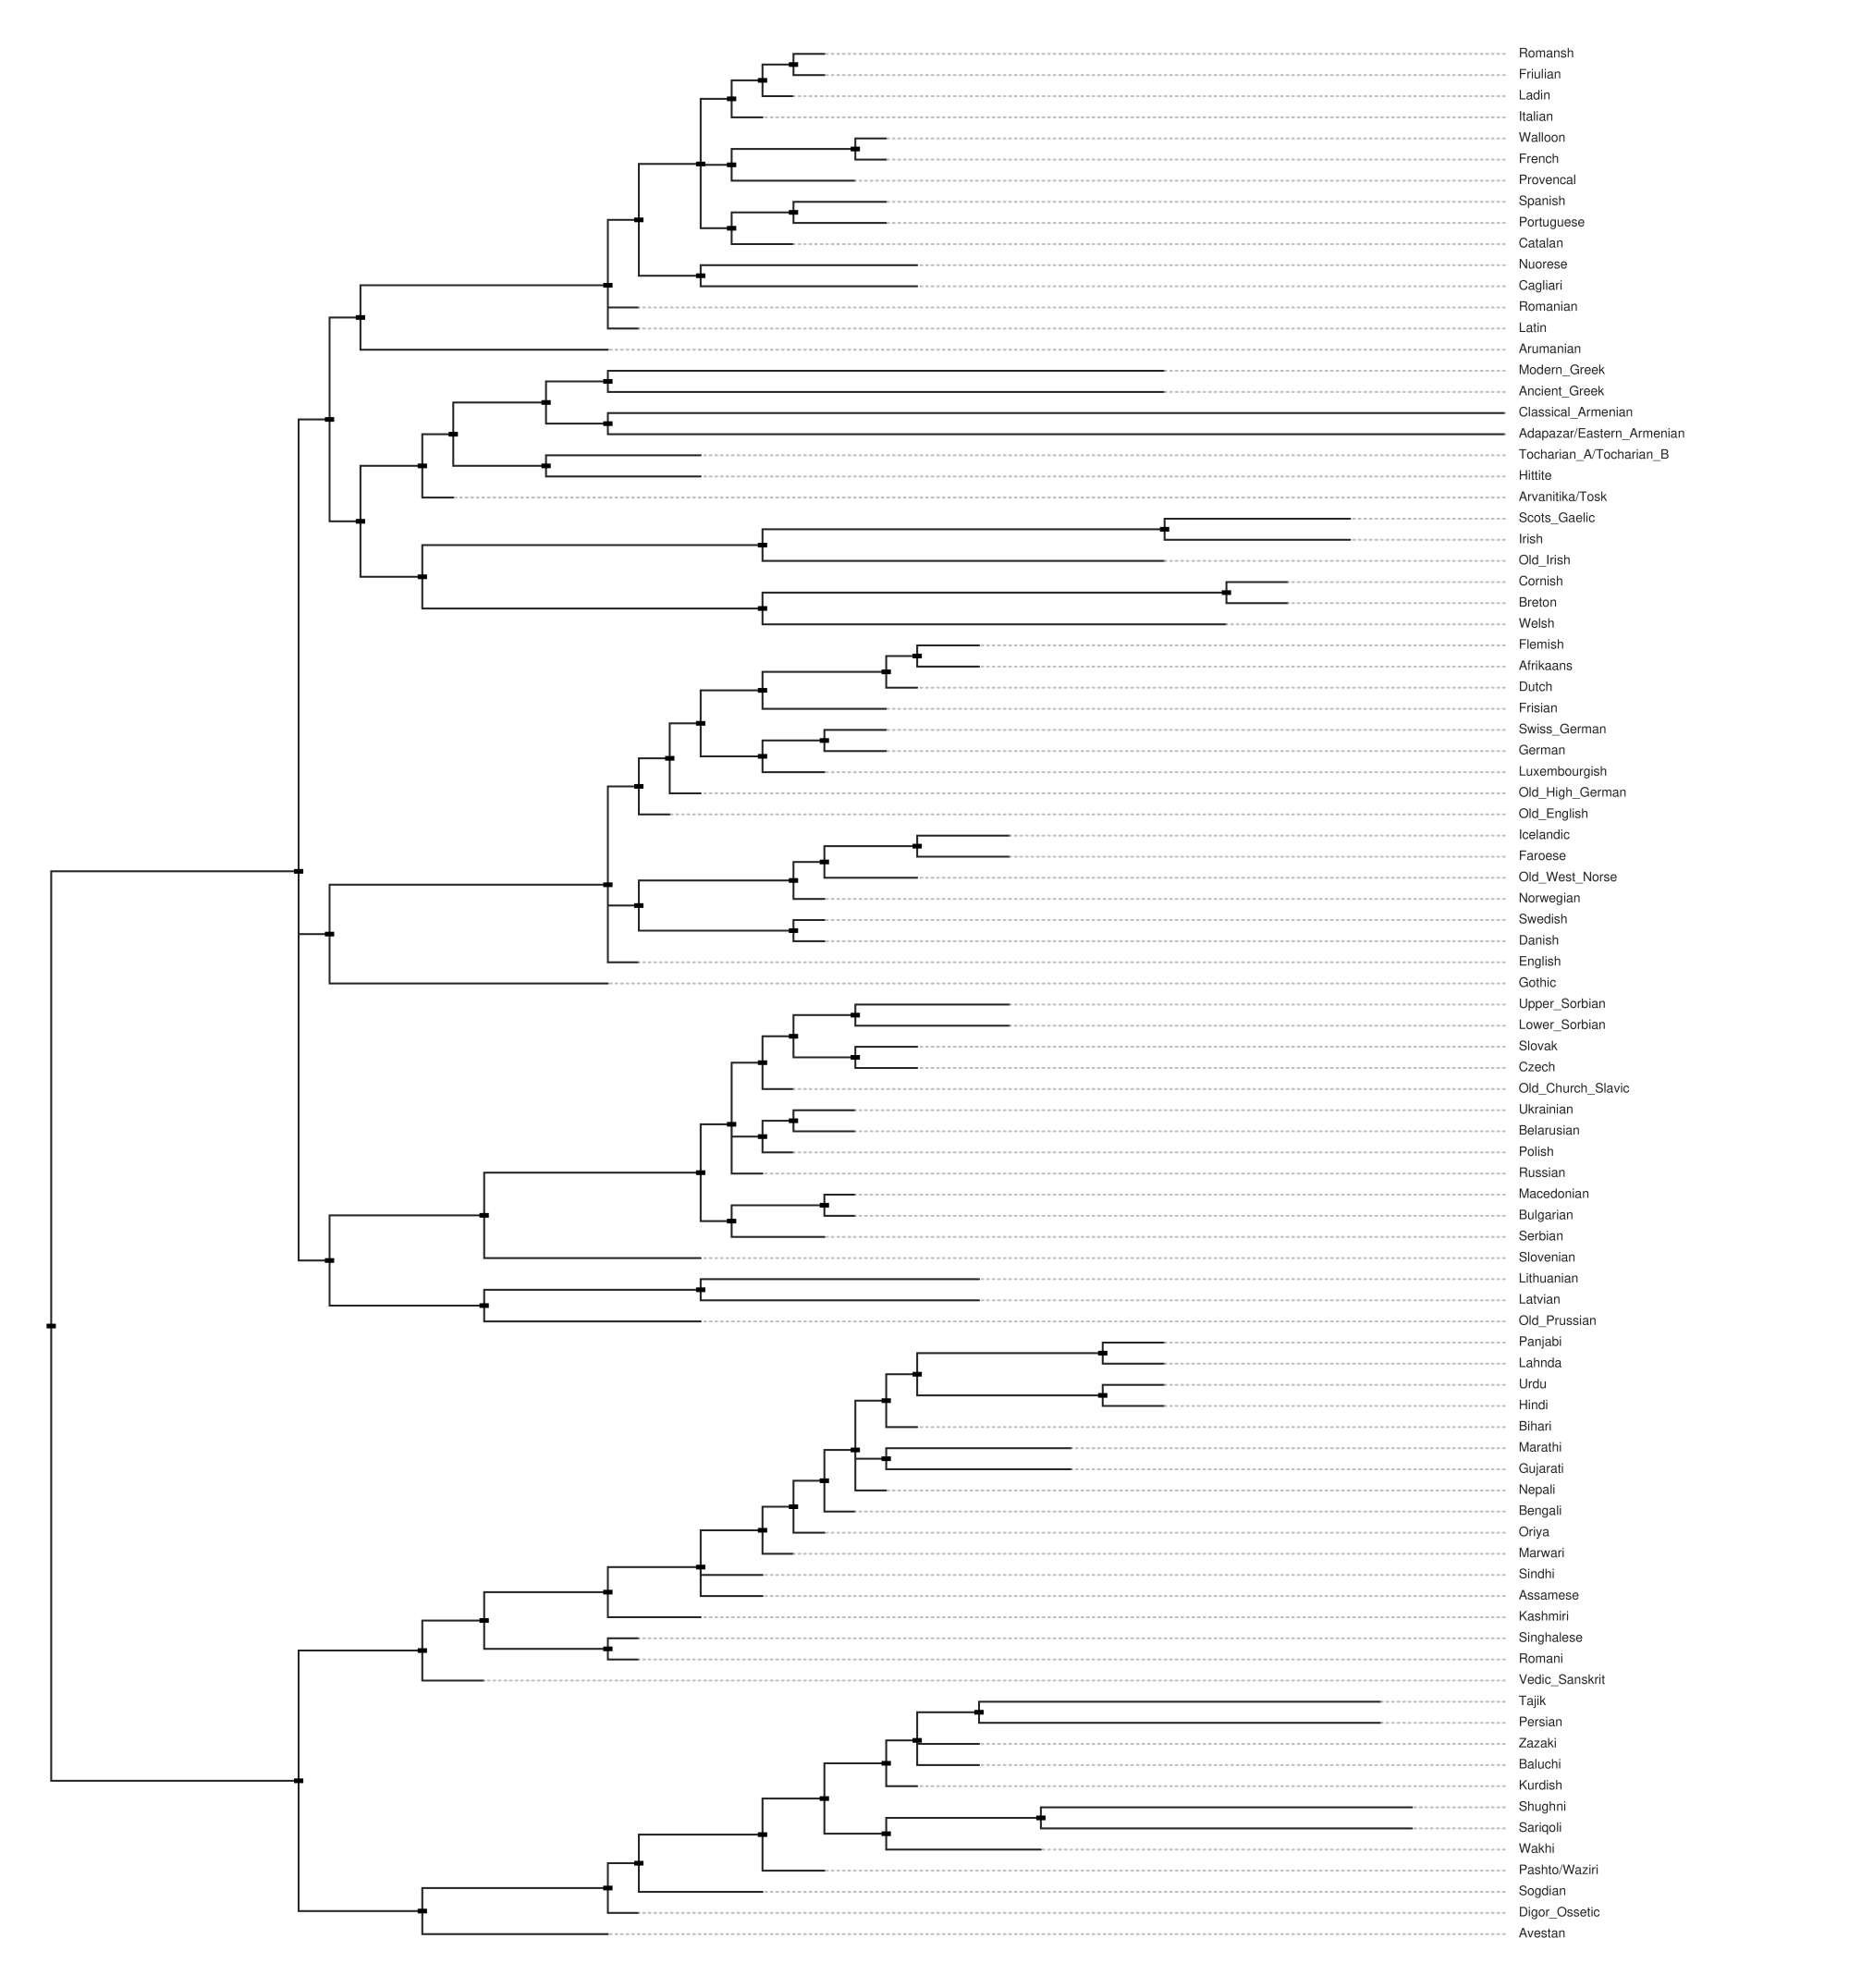 Romansh
Friulian
Ladin
Italian
Walloon
French
Provencal
Spanish
Portuguese
Catalan
Nuorese
Cagliari
Romanian
Latin
Arumanian
Modern_Greek
Ancient_Greek
Classical_Armenian
Adapazar/Eastern_Armenian
Tocharian_A/Tocharian_B
Hittite
Arvanitika/Tosk
Scots_Gaelic
Irish
Old_Irish
Cornish
Breton
Welsh
Flemish
Afrikaans
Dutch
Frisian
Swiss_German
German
Luxembourgish
Old_High_German
Old_English
Icelandic
Faroese
Old_West_Norse
Norwegian
Swedish
Danish
English
Gothic
Upper_Sorbian
Lower_Sorbian
Slovak
Czech
Old_Church_Slavic
Ukrainian
Belarusian
Polish
Russian
Macedonian
Bulgarian
Serbian
Slovenian
Lithuanian
Latvian
Old_Prussian
Panjabi
Lahnda
Urdu
Hindi
Bihari
Marathi
Gujarati
Nepali
Bengali
Oriya
Marwari
Sindhi
Assamese
Kashmiri
Singhalese
Romani
Vedic_Sanskrit
Tajik
Persian
Zazaki
Baluchi
Kurdish
Shughni
Sariqoli
Wakhi
Pashto/Waziri
Sogdian
Digor_Ossetic
Avestan